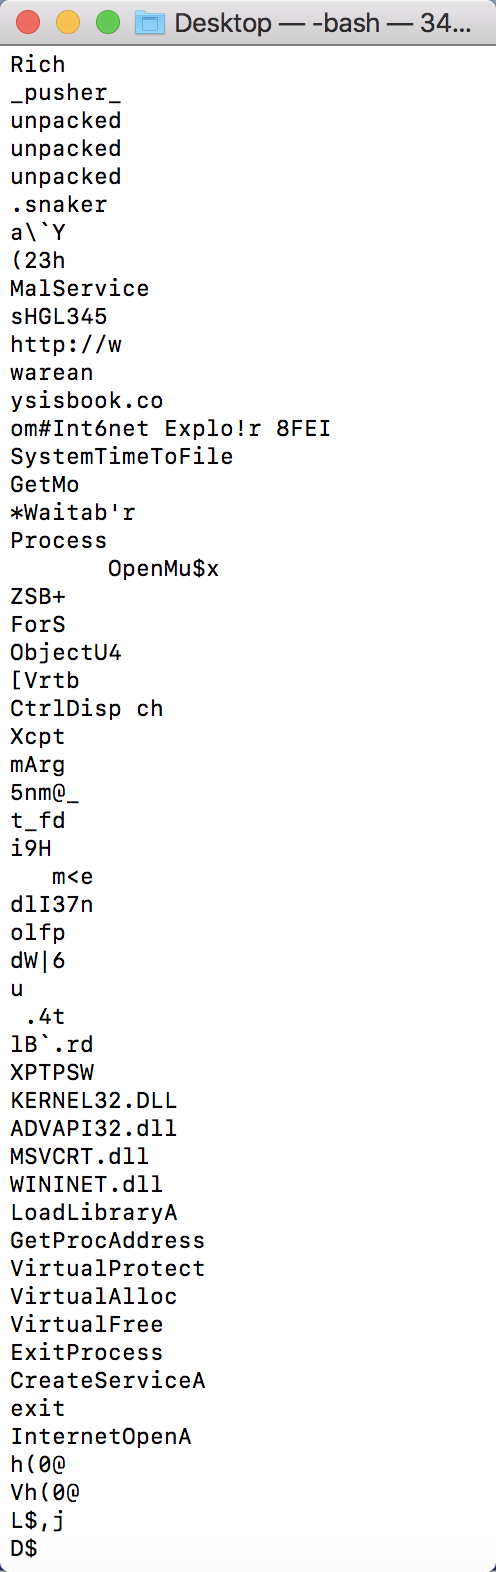 Desktop — -bash — 34...
Rich
_pusher_
unpacked
unpacked
unpacked
.snaker
a\`Y
(23h
MalService
sHGL345
http://w
warean
ysisbook.co
om#Int6net Explo!r 8FEI
SystemTimeToFile
GetMo
*Waitab'r
Process
       OpenMu$x
ZSB+
ForS
ObjectU4
[Vrtb
CtrlDisp ch
Xcpt
mArg
5nm@_
t_fd
i9H
   m<e
dlI37n
olfp
dW|6
u
 .4t
lB`.rd
XPTPSW
KERNEL32.DLL
ADVAPI32.dll
MSVCRT.dll
WININET.dll
LoadLibraryA
GetProcAddress
VirtualProtect
VirtualAlloc
VirtualFree
ExitProcess
CreateServiceA
exit
InternetOpenA
h(0@
Vh(0@
L$,j
D$